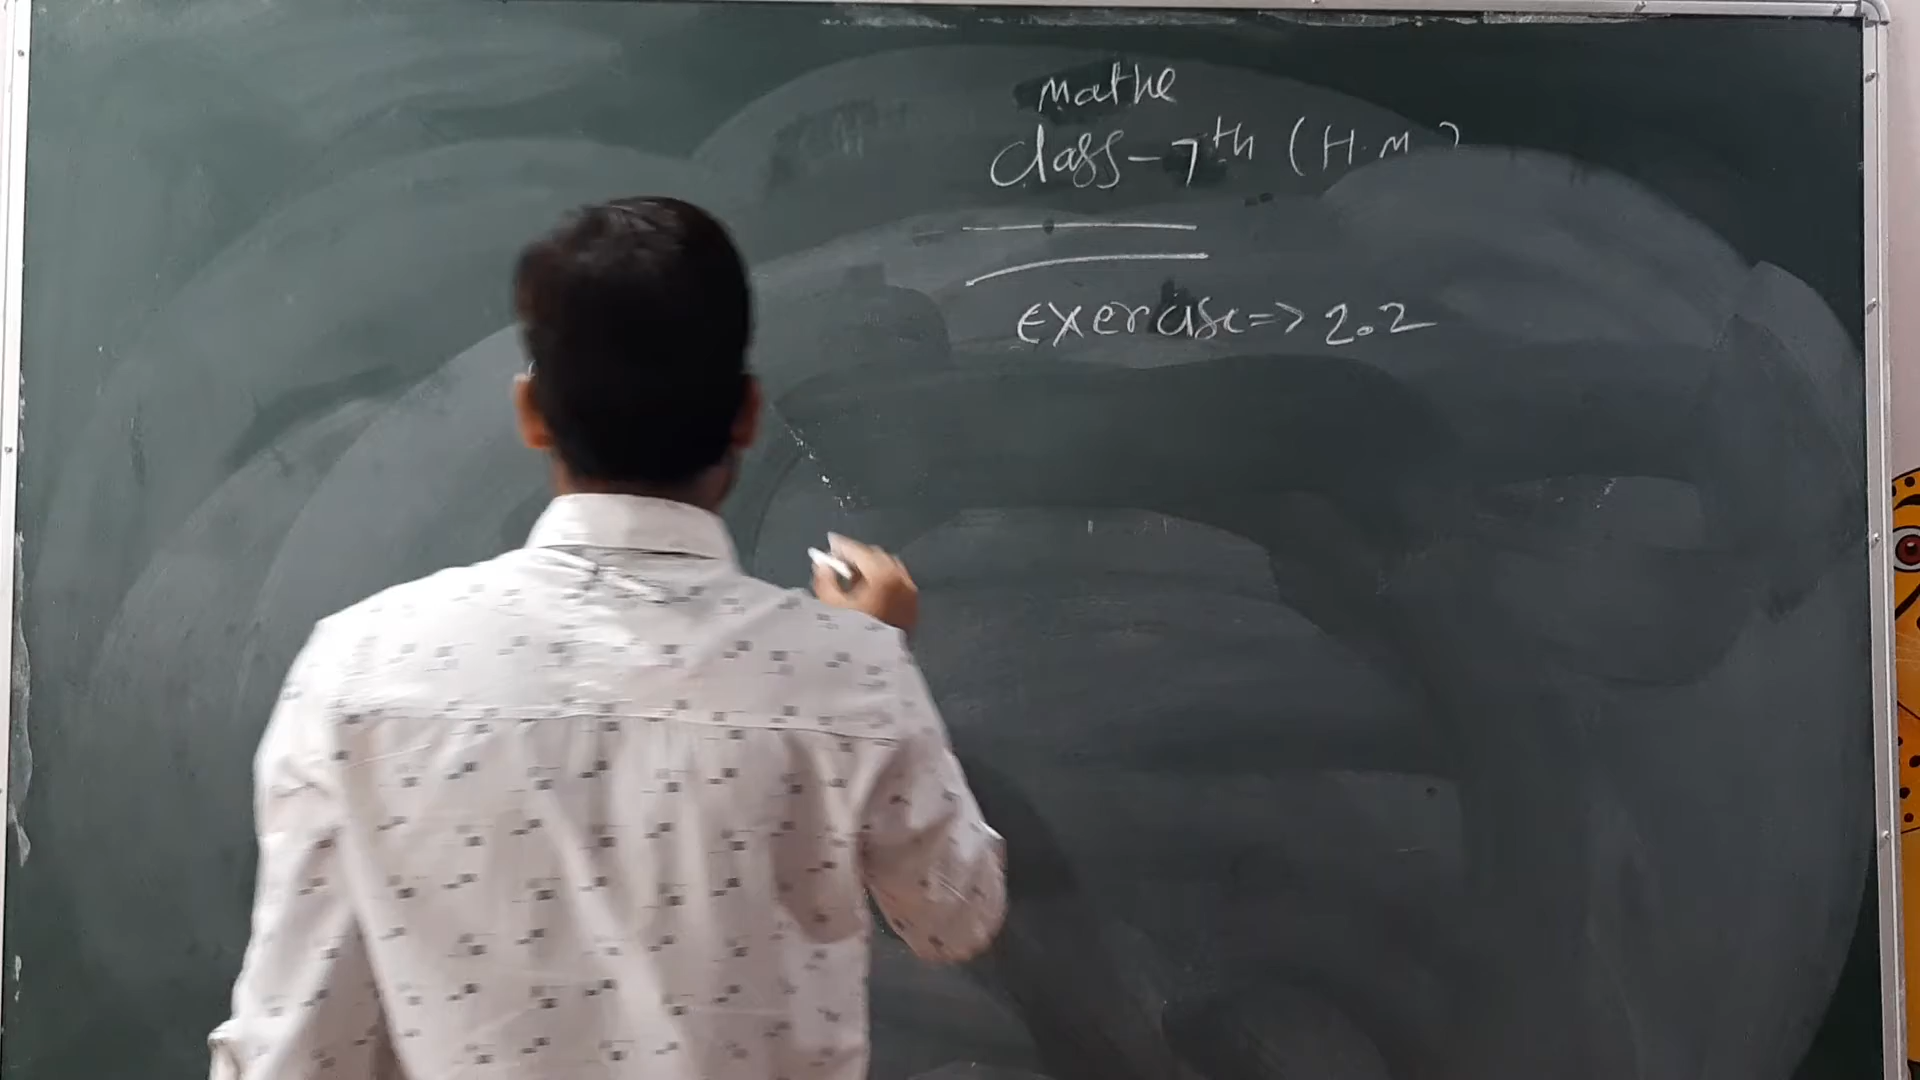 Mathe
Class-7th (H.M)
exercise=> 2.2